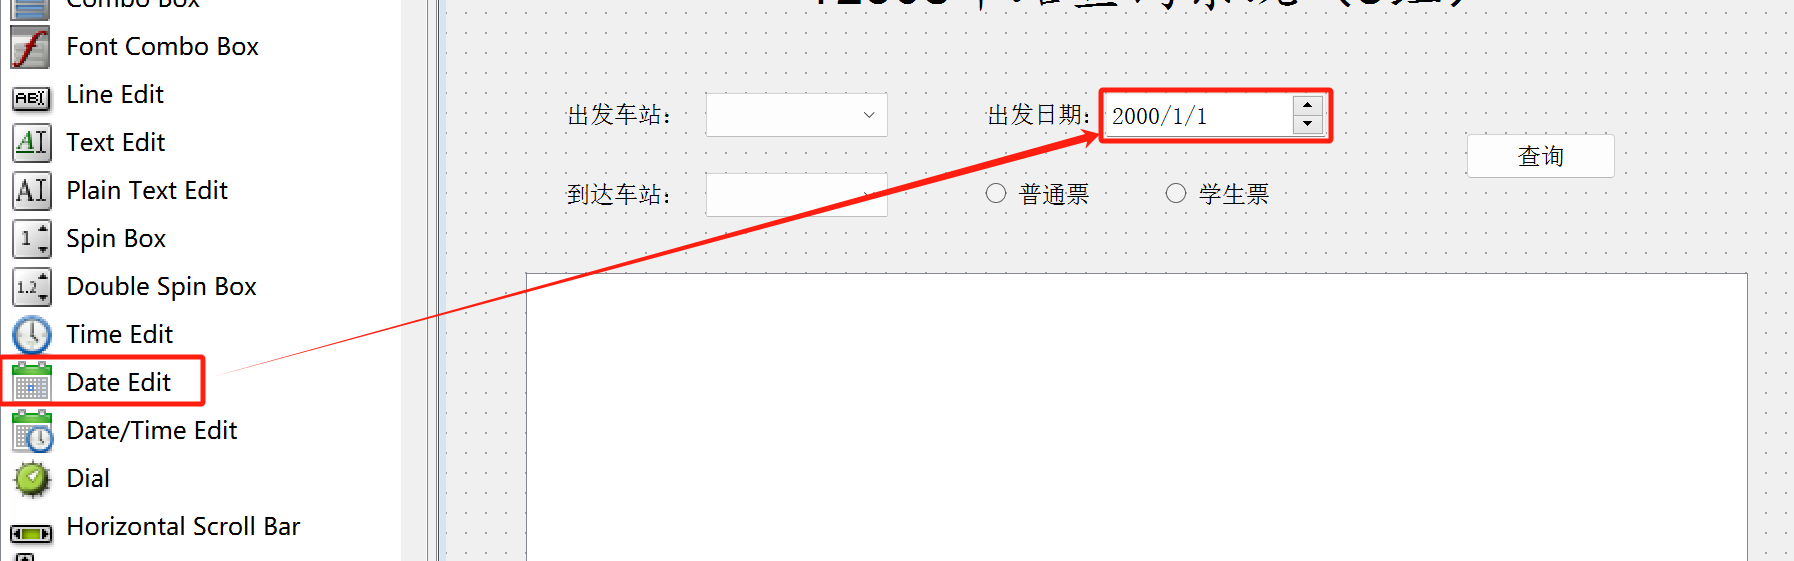 Combo Box
Font Combo Box
Line Edit
Text Edit
Plain Text Edit
Spin Box
Double Spin Box
Time Edit
Date Edit
Date/Time Edit
Dial
Horizontal Scroll Bar
出发车站：
出发日期：
2000/1/1
查询
到达车站：
普通票
学生票